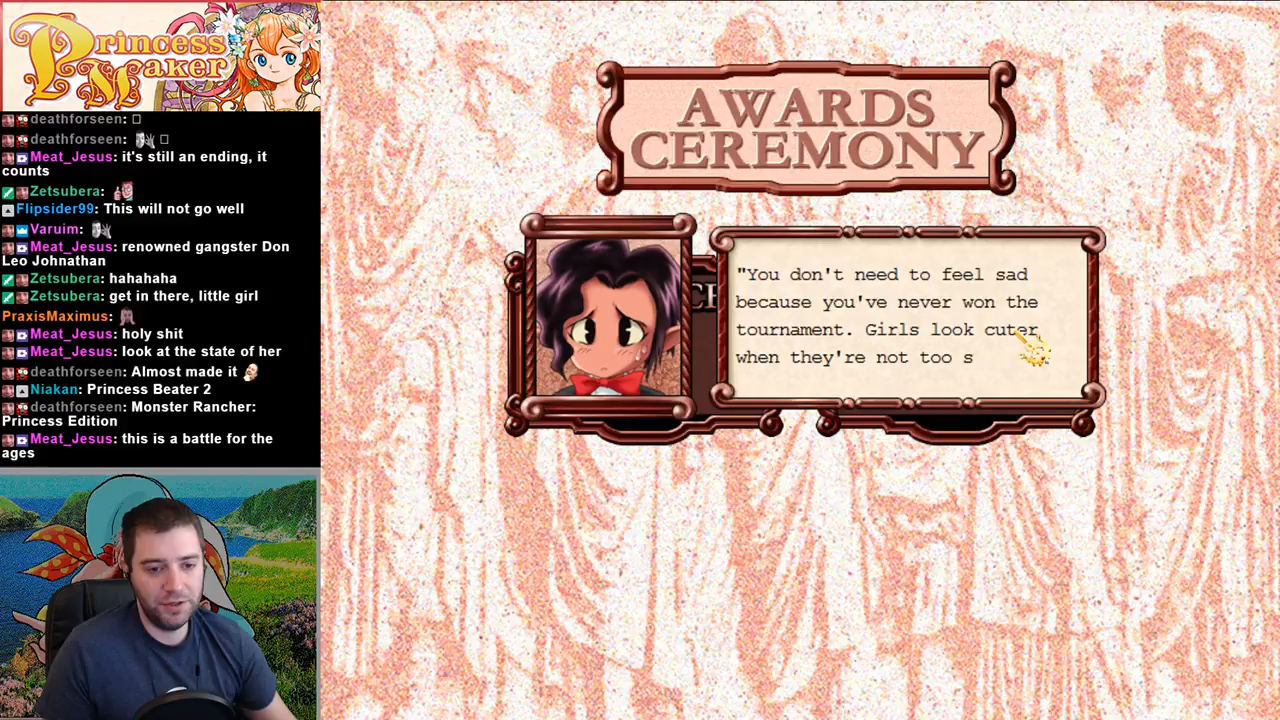 Princess
Maker
deathforseen:
deathforseen:
Meat_Jesus: it's still an ending, it
counts
Zetsubera:
Flipsider99: This will not go well
Varuim:
Meat_Jesus: renowned gangster Don
Leo Johnathan
Zetsubera: hahahaha
Zetsubera: get in there, little girl
PraxisMaximus:
Meat_Jesus: holy shit
Meat_Jesus: look at the state of her
deathforseen: Almost made it
Niakan: Princess Beater 2
deathforseen: Monster Rancher:
Princess Edition
Meat_Jesus: this is a battle for the
ages
AWARDS
CEREMONY
"You don't need to feel sad
because you've never won the
tournament. Girls look cuter
when they're not too s